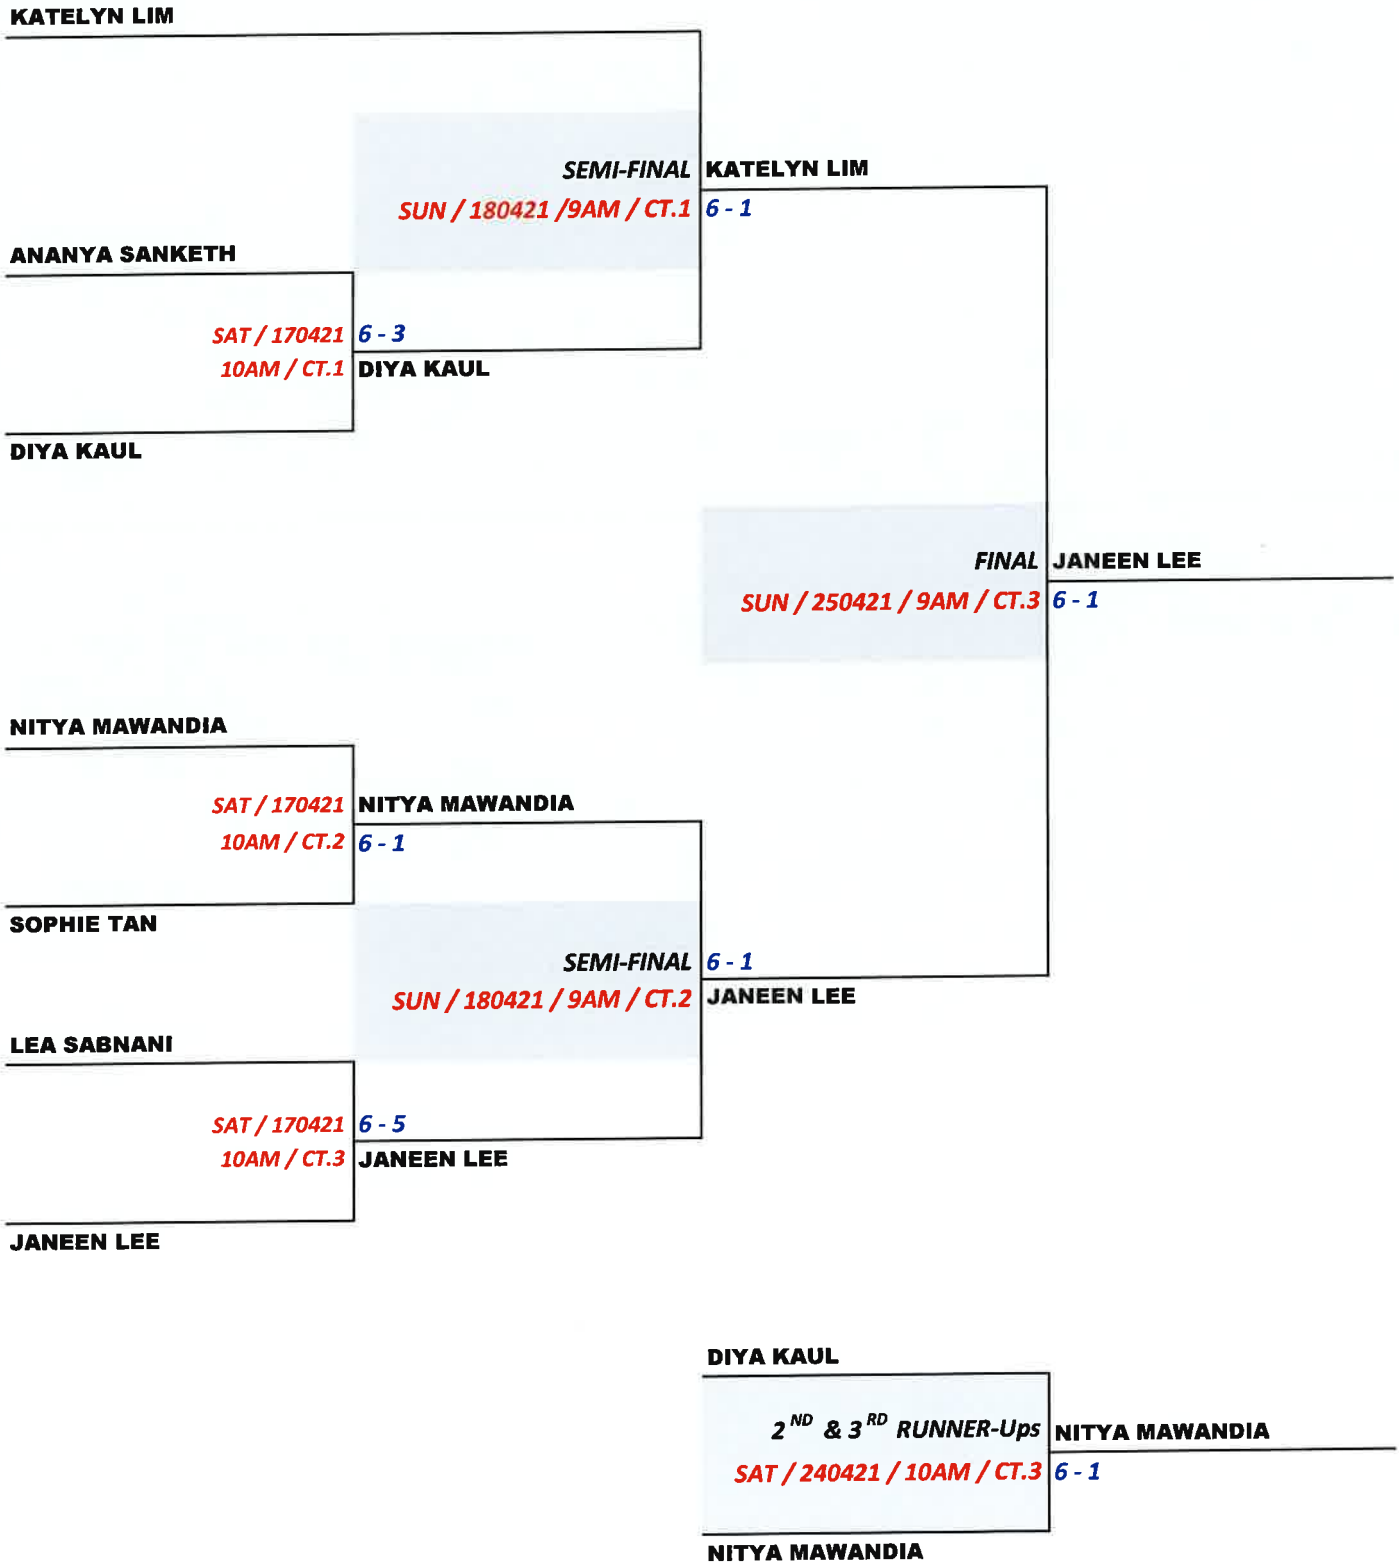 KATELYN LIM
SEMI-FINAL KATELYN LIM
SUN / 180421 /9AM / CT.1 6 - 1
ANANYA SANKETH
SAT / 170421 6 - 3
10AM / CT.1 DIYA KAUL
DIYA KAUL
FINAL JANEEN LEE
SUN / 250421 / 9AM / CT.3 6 - 1
NITYA MAWANDIA
SAT / 170421 NITYA MAWANDIA
10AM / CT.2 6 - 1
SOPHIE TAN
SEMI-FINAL 6 - 1
SUN / 180421 / 9AM / CT.2 JANEEN LEE
LEA SABNANI
SAT / 170421 6 - 5
10AM / CT.3 JANEEN LEE
JANEEN LEE
DIYA KAUL
2 ND & 3 RD RUNNER-Ups NITYA MAWANDIA
SAT / 240421 / 10AM / CT.3 6 - 1
NITYA MAWANDIA